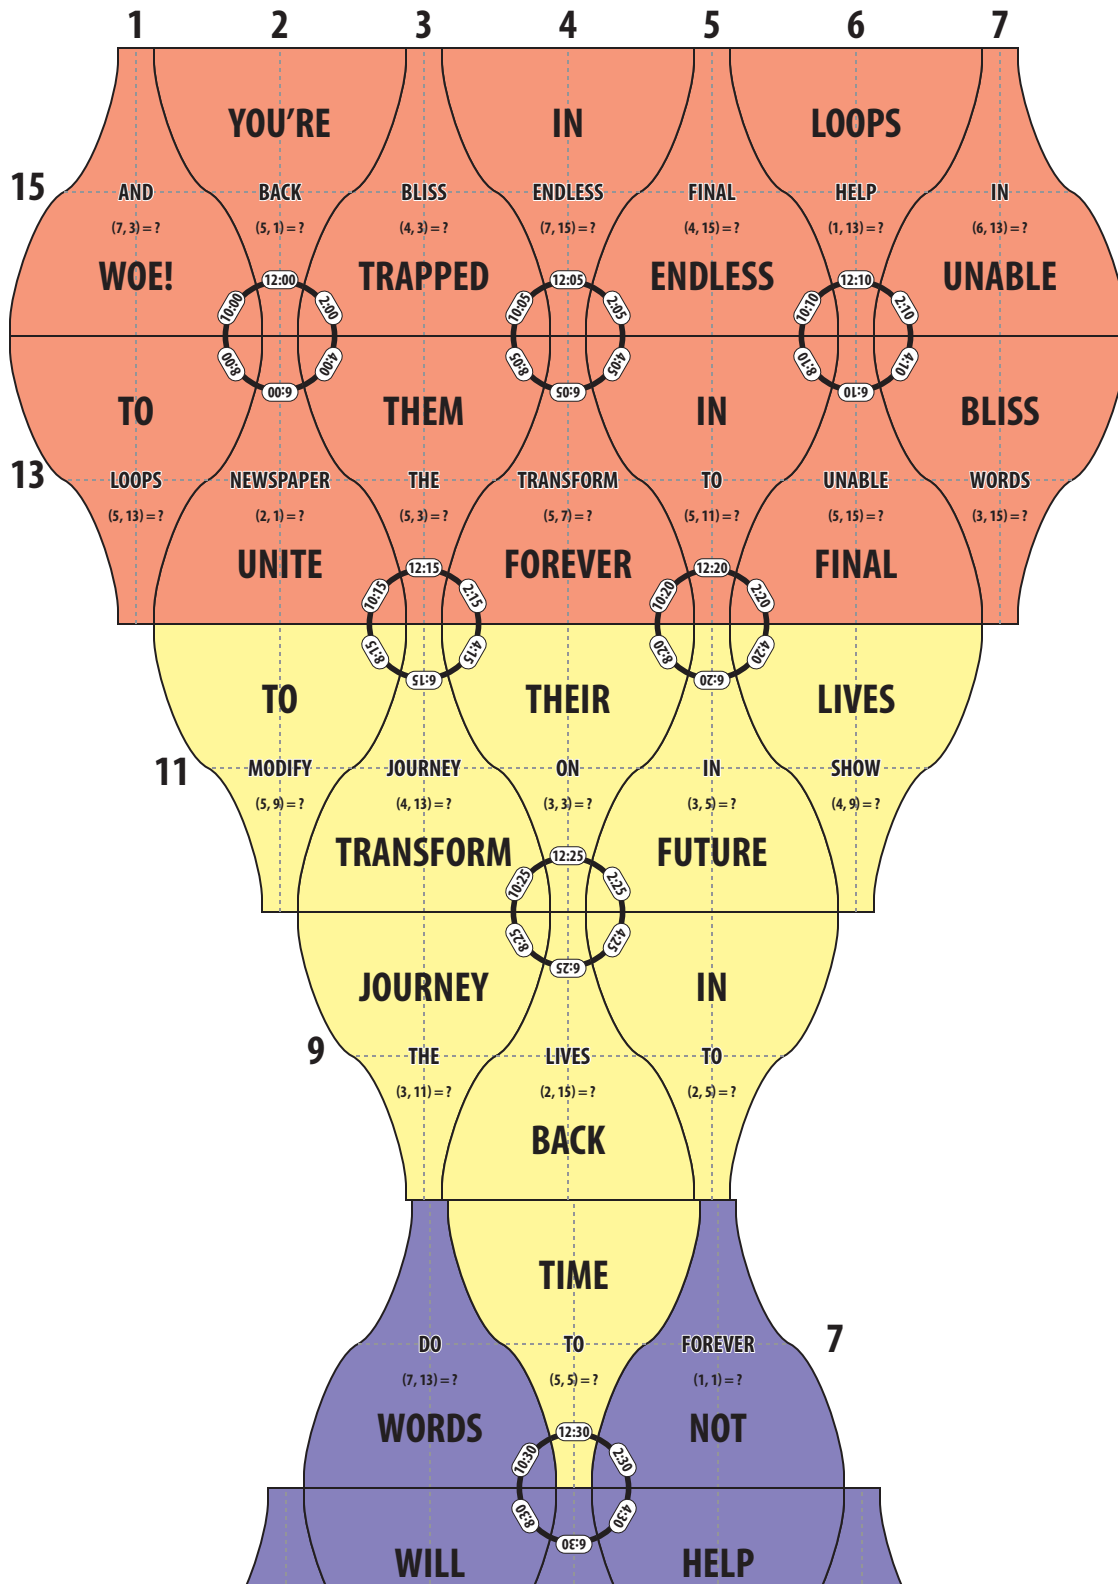 1 2 3 4 5 6 7
YOU'RE IN LOOPS
15 AND BACK BLISS ENDLESS FINAL HELP IN
(7, 3) = ? (5, 1) = ? (4, 3) = ? (7, 15) = ? (4, 15) = ? (1, 13) = ? (6, 13) = ?
WOE! TRAPPED ENDLESS UNABLE
12:00 12:05 12:10
10:00 2:00 10:05 2:05 10:10 2:10
8:00 4:00 8:05 4:05 8:10 4:10
6:00 6:05 6:10
TO THEM IN BLISS
13 LOOPS NEWSPAPER THE TRANSFORM TO UNABLE WORDS
(5, 13) = ? (2, 1) = ? (5, 3) = ? (5, 7) = ? (5, 11) = ? (5, 15) = ? (3, 15) = ?
UNITE FOREVER FINAL
12:15 12:20
10:15 2:15 10:20 2:20
8:15 4:15 8:20 4:20
6:15 6:20
TO THEIR LIVES
11 MODIFY JOURNEY ON IN SHOW
(5, 9) = ? (4, 13) = ? (3, 3) = ? (3, 5) = ? (4, 9) = ?
TRANSFORM FUTURE
12:25
10:25 2:25
8:25 4:25
6:25
JOURNEY IN
9 THE LIVES TO
(3, 11) = ? (2, 15) = ? (2, 5) = ?
BACK
TIME
DO TO FOREVER 7
(7, 13) = ? (5, 5) = ? (1, 1) = ?
WORDS NOT
12:30
10:30 2:30
8:30 4:30
6:30
WILL HELP